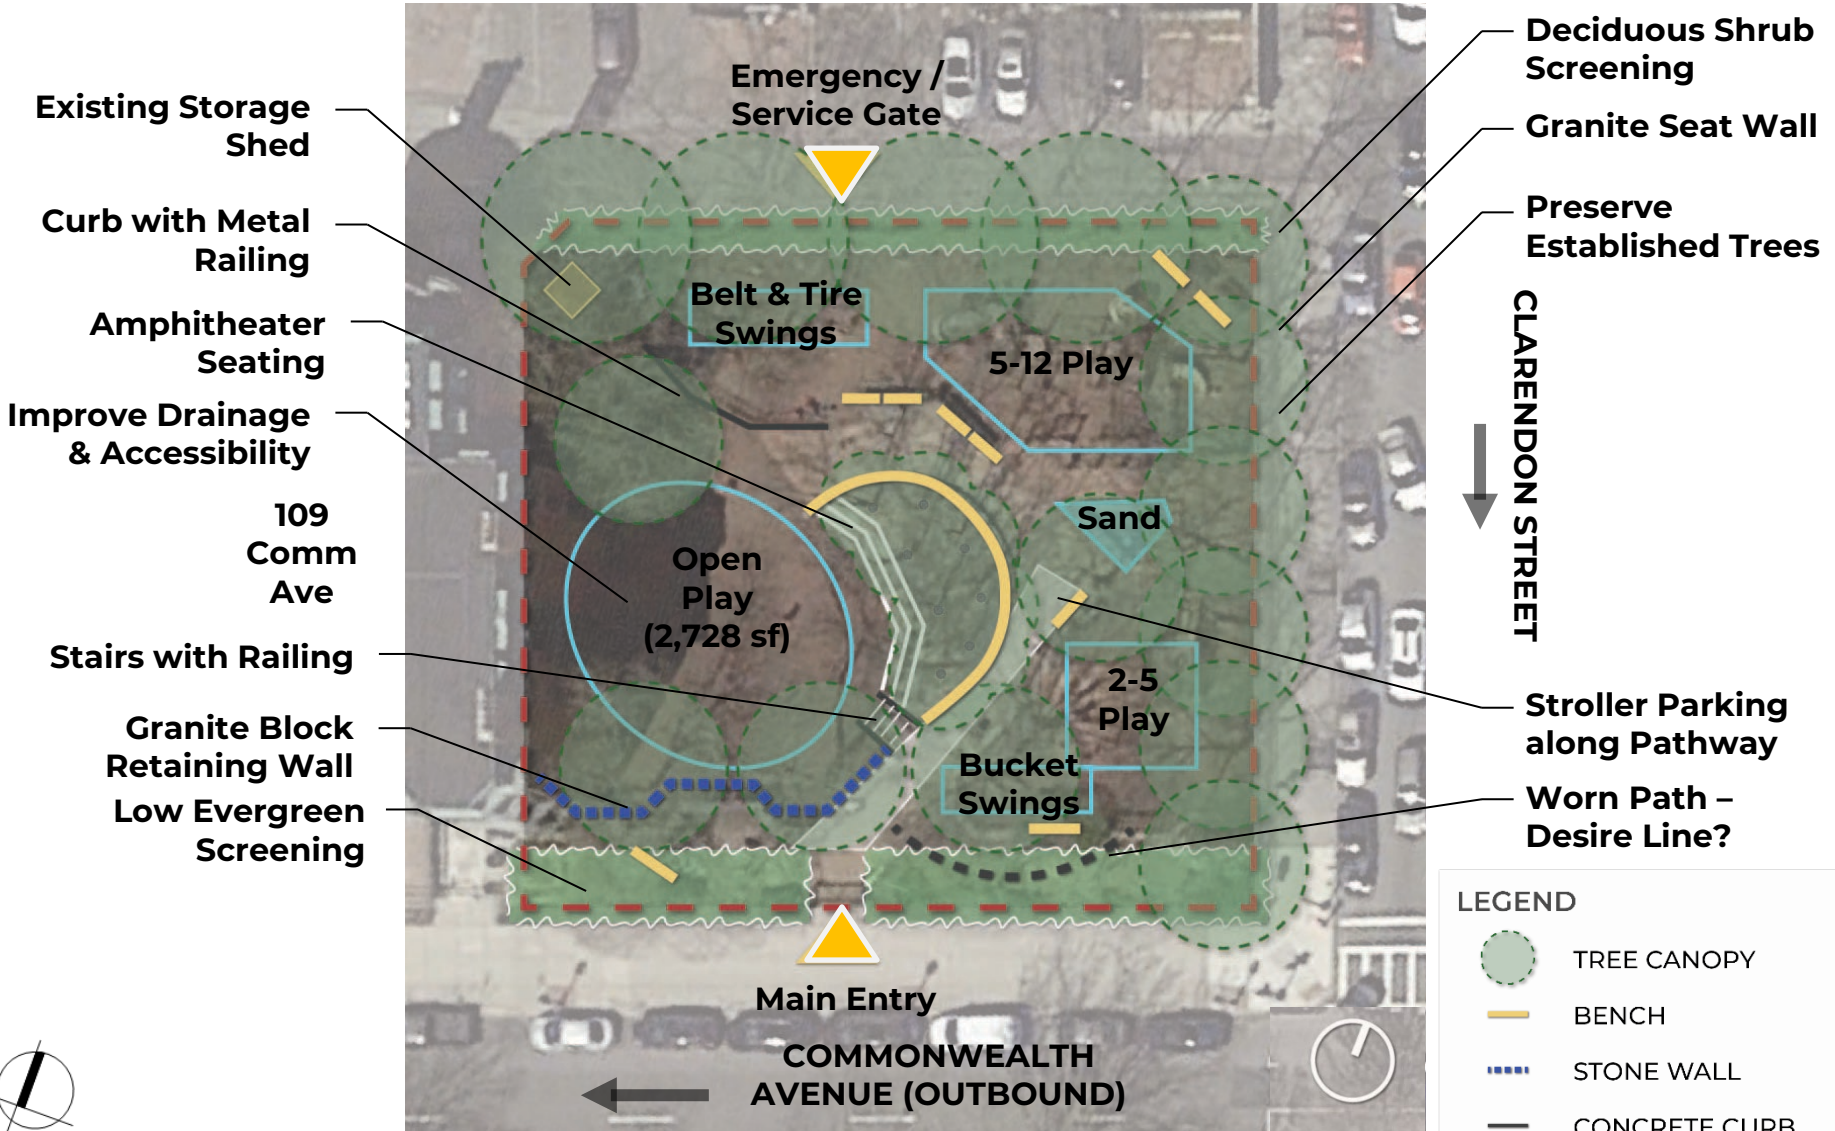 Emergency /
Service Gate
Existing Storage
Shed
Curb with Metal
Railing
Amphitheater
Seating
Improve Drainage
& Accessibility
109
Comm
Ave
Stairs with Railing
Granite Block
Retaining Wall
Low Evergreen
Screening
Belt & Tire
Swings
5-12 Play
Sand
Open
Play
(2,728 sf)
2-5
Play
Bucket
Swings
Main Entry
COMMONWEALTH
AVENUE (OUTBOUND)
Deciduous Shrub
Screening
Granite Seat Wall
Preserve
Established Trees
CLARENDON STREET
Stroller Parking
along Pathway
Worn Path –
Desire Line?
LEGEND
TREE CANOPY
BENCH
STONE WALL
CONCRETE CURB